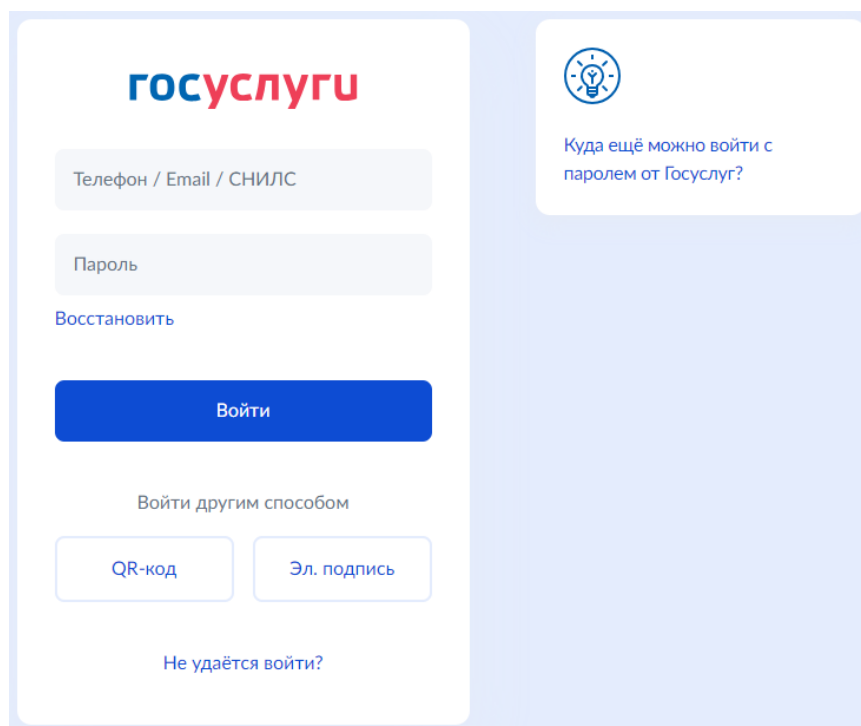 госуслуги
Телефон / Email / СНИЛС
Пароль
Восстановить
Войти
Войти другим способом
QR-код
Эл. подпись
Не удаётся войти?
Куда ещё можно войти с
паролем от Госуслуг?